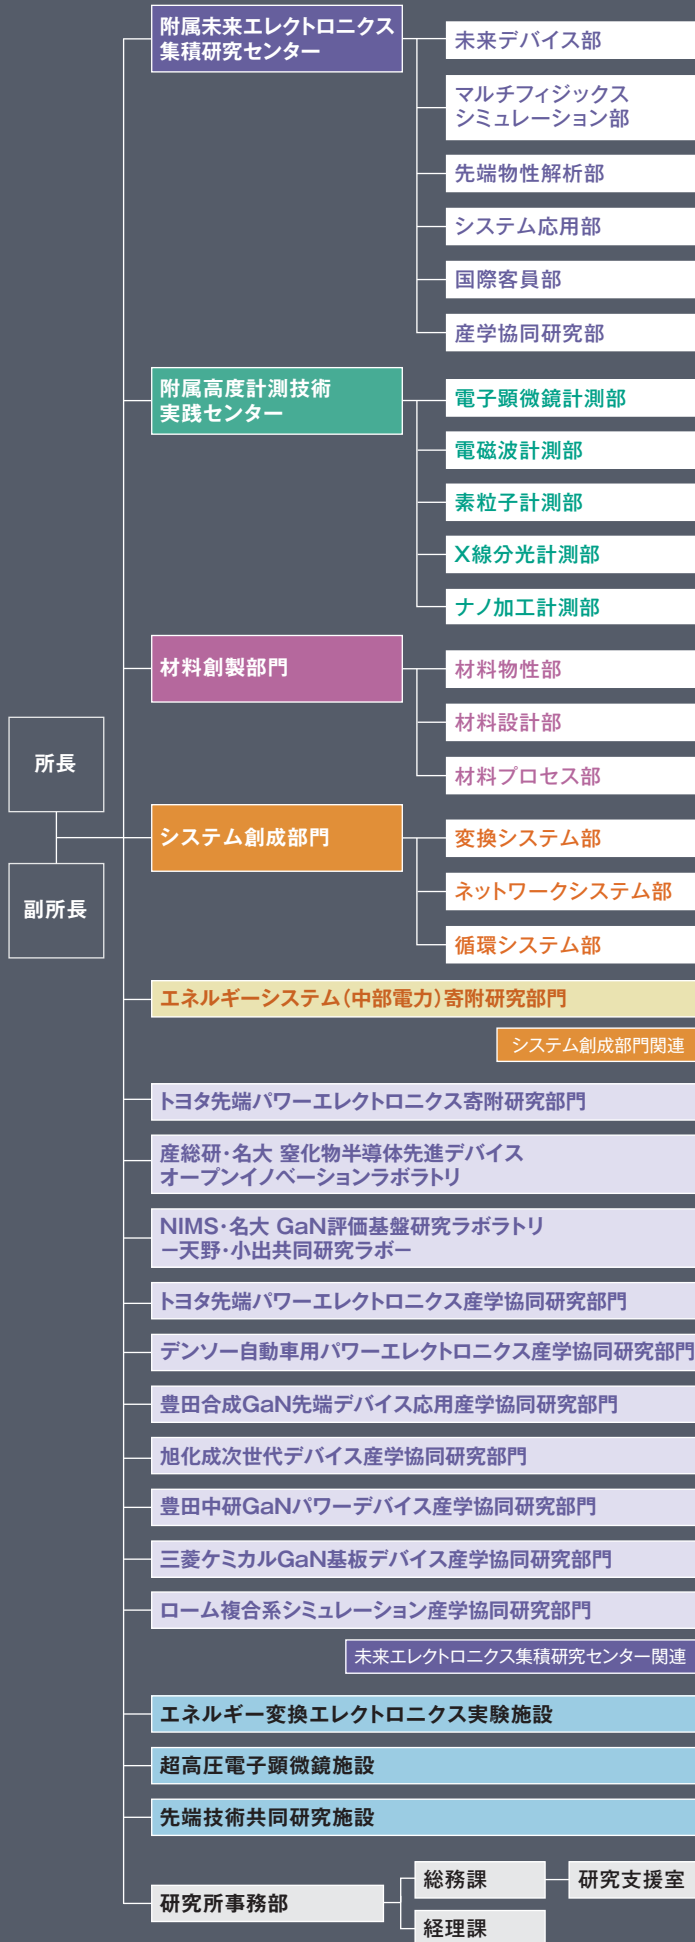 所長
副所長
附属未来エレクトロニクス
集積研究センター
未来デバイス部
マルチフィジックス
シミュレーション部
先端物性解析部
システム応用部
国際客員部
産学協同研究部
附属高度計測技術
実践センター
電子顕微鏡計測部
電磁波計測部
素粒子計測部
X線分光計測部
ナノ加工計測部
材料創製部門
材料物性部
材料設計部
材料プロセス部
システム創成部門
変換システム部
ネットワークシステム部
循環システム部
エネルギーシステム(中部電力)寄附研究部門
システム創成部門関連
トヨタ先端パワーエレクトロニクス寄附研究部門
産総研・名大 窒化物半導体先進デバイス
オープンイノベーションラボラトリ
NIMS・名大 GaN評価基盤研究ラボラトリ
ー天野・小出共同研究ラボー
トヨタ先端パワーエレクトロニクス産学協同研究部門
デンソー自動車用パワーエレクトロニクス産学協同研究部門
豊田合成GaN先端デバイス応用産学協同研究部門
旭化成次世代デバイス産学協同研究部門
豊田中研GaNパワーデバイス産学協同研究部門
三菱ケミカルGaN基板デバイス産学協同研究部門
ローム複合系シミュレーション産学協同研究部門
未来エレクトロニクス集積研究センター関連
エネルギー変換エレクトロニクス実験施設
超高圧電子顕微鏡施設
先端技術共同研究施設
研究所事務部
総務課
研究支援室
経理課